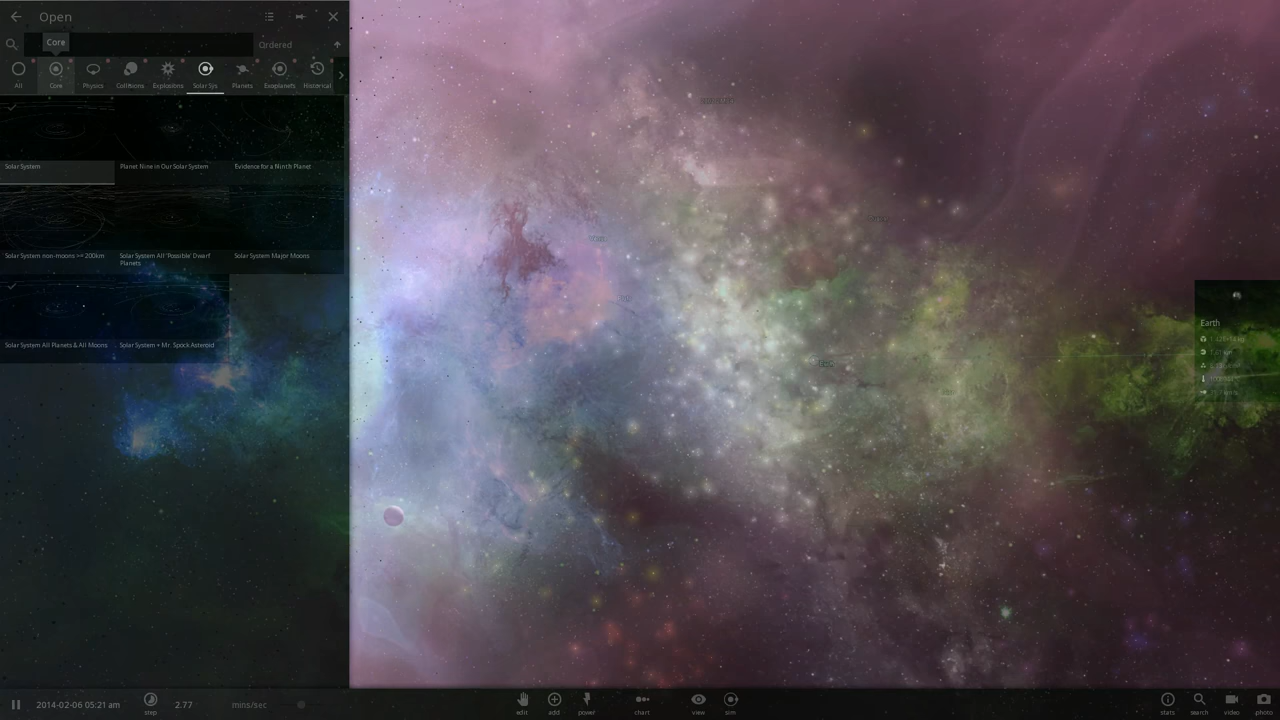 Open
Core
Ordered
All
Core
Physics
Collisions
Explosions
Solar Sys
Planets
Exoplanets
Historical
Solar System
Planet Nine in Our Solar System
Evidence for a Ninth Planet
Solar System non-moons >= 200km
Solar System All 'Possible' Dwarf
Planets
Solar System Major Moons
Solar System All Planets & All Moons
Solar System + Mr. Spock Asteroid
Earth
2014-02-06 05:21 am
step
2.77
mins/sec
edit
add
power
chart
view
sim
stats
search
video
photo